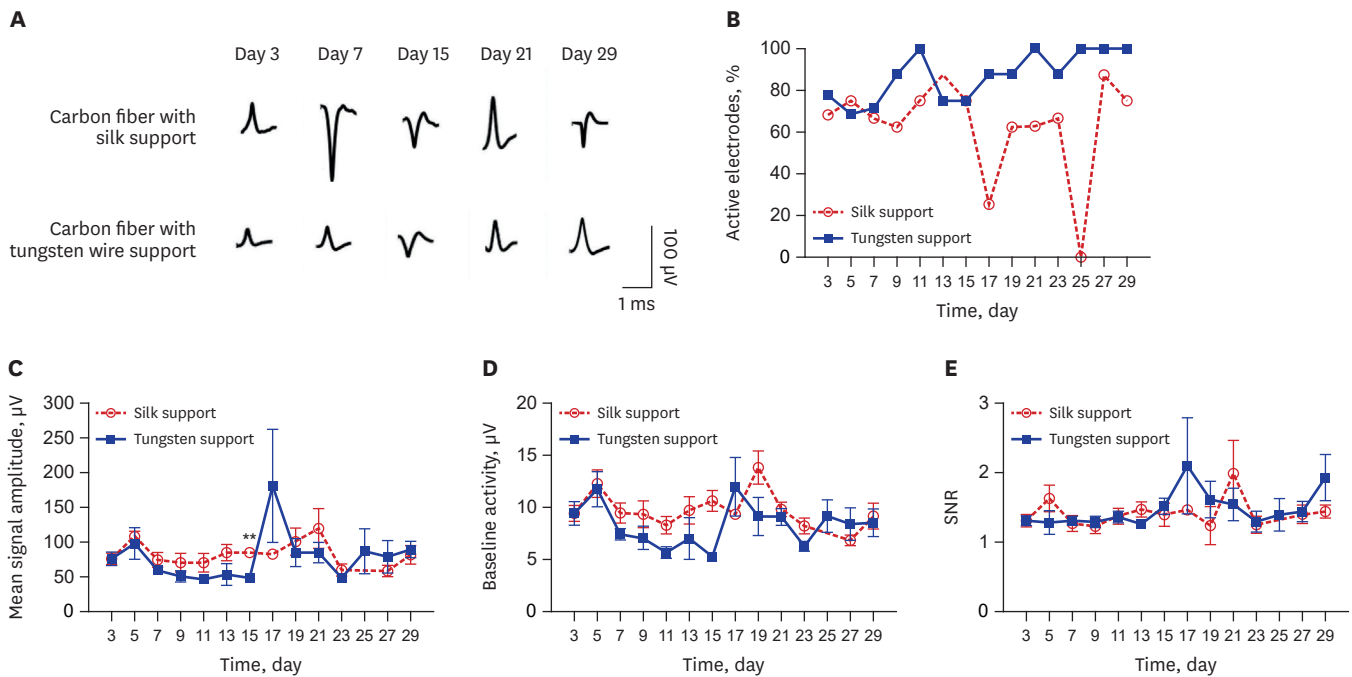 A
Day 3 Day 7 Day 15 Day 21 Day 29
Carbon fiber with
silk support
Carbon fiber with
tungsten wire support
100 µV
1 ms
B
Active electrodes, %
100
80
60
40
20
0
Silk support
Tungsten support
3 5 7 9 11 13 15 17 19 21 23 25 27 29
Time, day
C
Mean signal amplitude, µV
300
250
200
150
100
50
0
Silk support
Tungsten support
**
3 5 7 9 11 13 15 17 19 21 23 25 27 29
Time, day
D
Baseline activity, µV
20
15
10
5
0
Silk support
Tungsten support
3 5 7 9 11 13 15 17 19 21 23 25 27 29
Time, day
E
SNR
3
2
1
0
Silk support
Tungsten support
3 5 7 9 11 13 15 17 19 21 23 25 27 29
Time, day